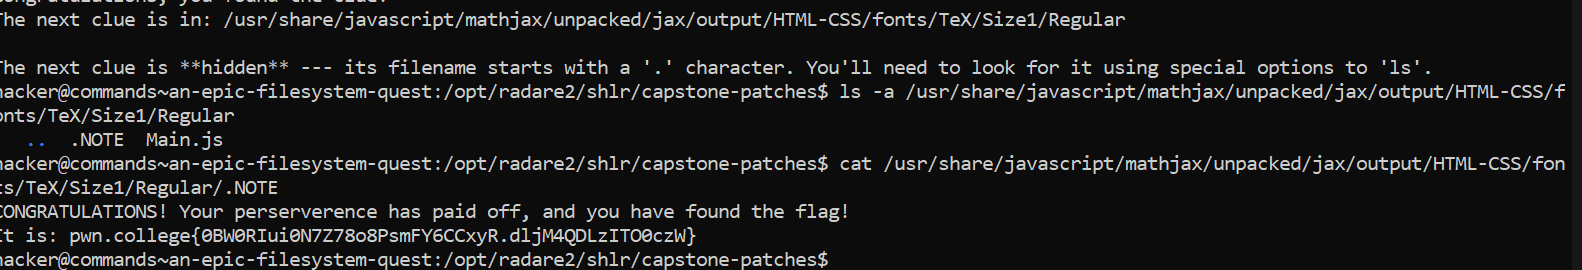 The next clue is in: /usr/share/javascript/mathjax/unpacked/jax/output/HTML-CSS/fonts/TeX/Size1/Regular
The next clue is **hidden** --- its filename starts with a '.' character. You'll need to look for it using special options to 'ls'.
hacker@commands~an-epic-filesystem-quest:/opt/radare2/shlr/capstone-patches$ ls -a /usr/share/javascript/mathjax/unpacked/jax/output/HTML-CSS/f
onts/TeX/Size1/Regular
.. .NOTE Main.js
hacker@commands~an-epic-filesystem-quest:/opt/radare2/shlr/capstone-patches$ cat /usr/share/javascript/mathjax/unpacked/jax/output/HTML-CSS/fon
ts/TeX/Size1/Regular/.NOTE
CONGRATULATIONS! Your perserverence has paid off, and you have found the flag!
It is: pwn.college{0BW0RIui0N7Z78o8PsmFY6CCxyR.dljM4QDLzITO0czW}
hacker@commands~an-epic-filesystem-quest:/opt/radare2/shlr/capstone-patches$